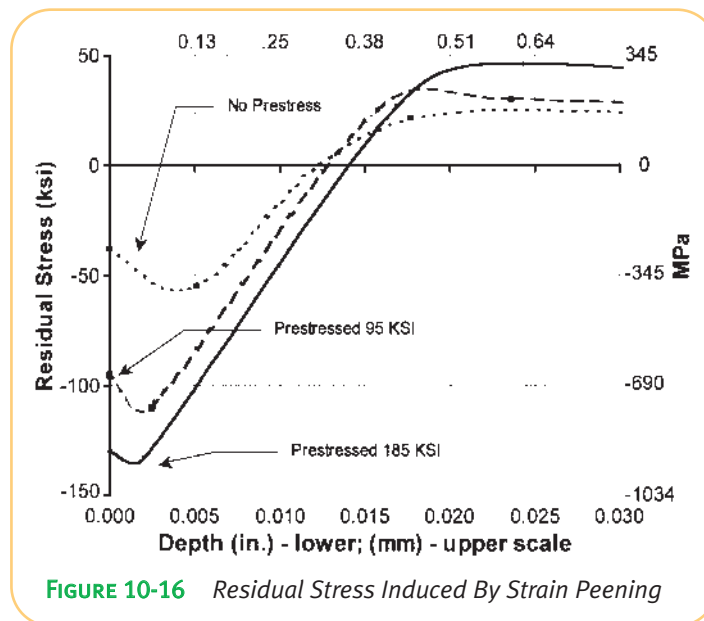 0.13 .25 0.38 0.51 0.64
50 345
No Prestress
0 0
Residual Stress (ksi)
MPa
-50 -345
Prestressed 95 KSI
-100 -690
Prestressed 185 KSI
-150 -1034
0.000 0.005 0.010 0.015 0.020 0.025 0.030
Depth (in.) - lower; (mm) - upper scale
FIGURE 10-16 Residual Stress Induced By Strain Peening